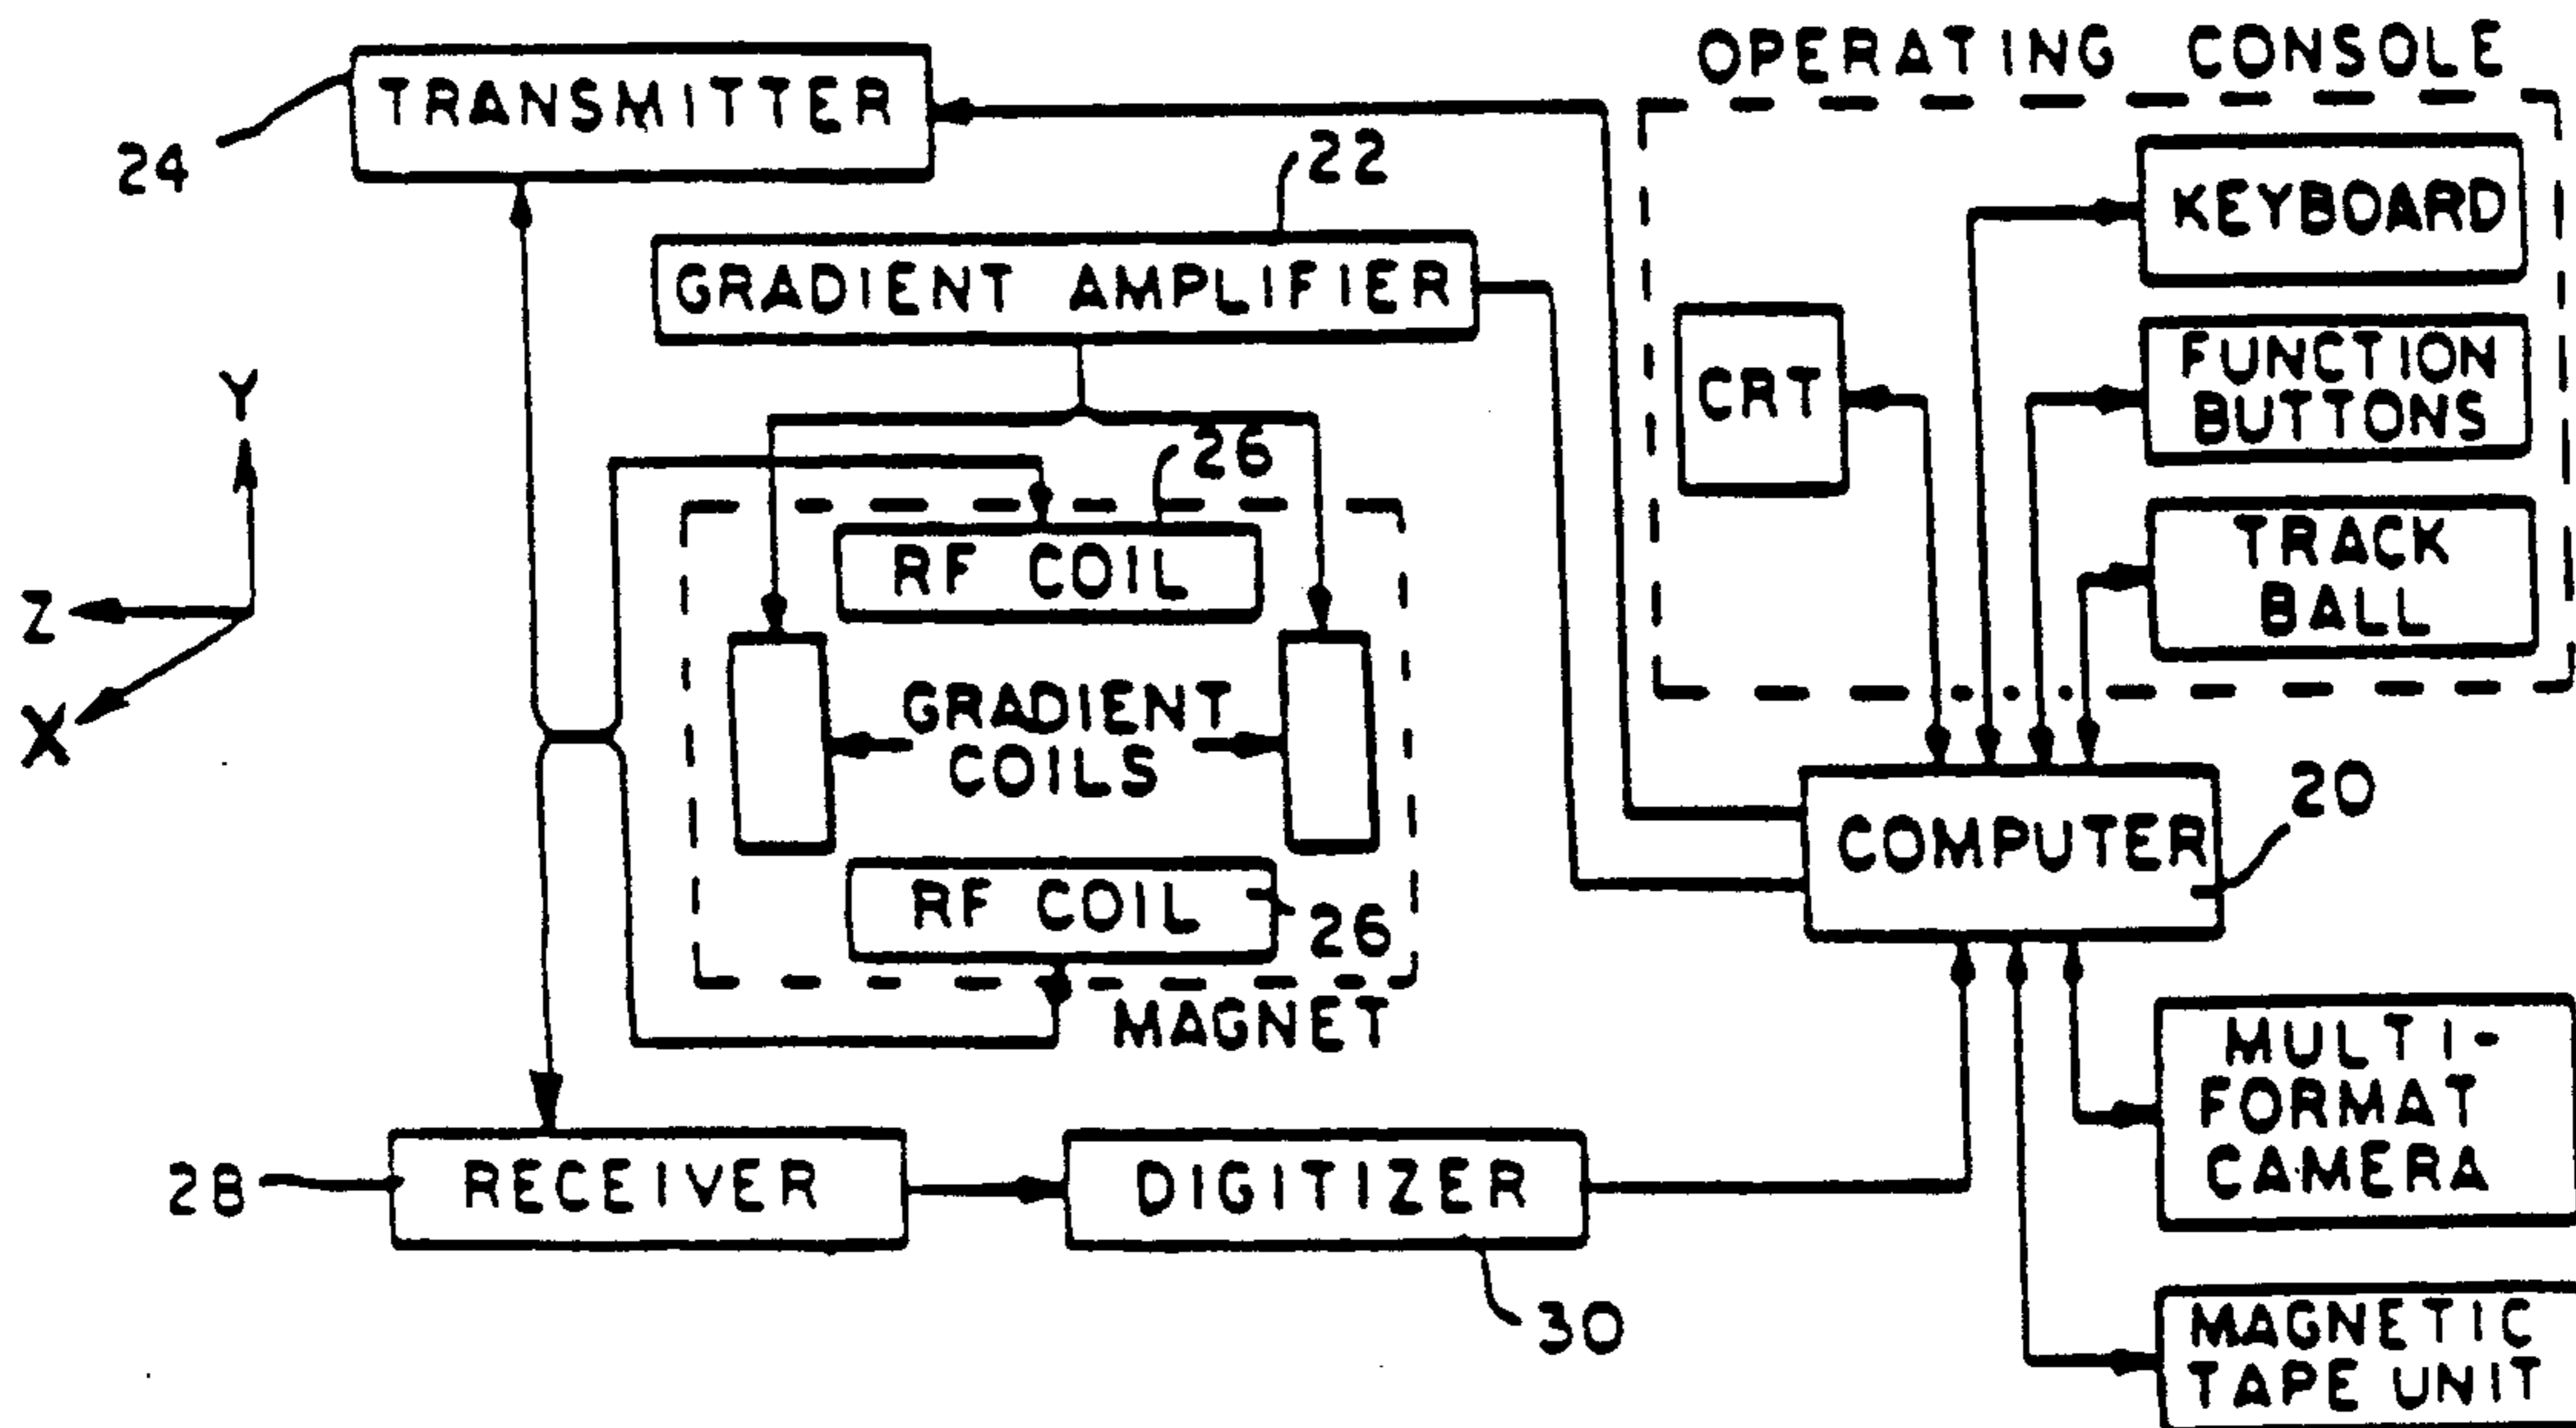 OPERATING CONSOLE
TRANSMITTER
24
22
KEYBOARD
GRADIENT AMPLIFIER
FUNCTION
BUTTONS
CRT
Y
26
RF COIL
TRACK
BALL
Z
X
GRADIENT
COILS
20
COMPUTER
RF COIL
26
MAGNET
MULTI-
FORMAT
CAMERA
28
RECEIVER
DIGITIZER
30
MAGNETIC
TAPE UNIT